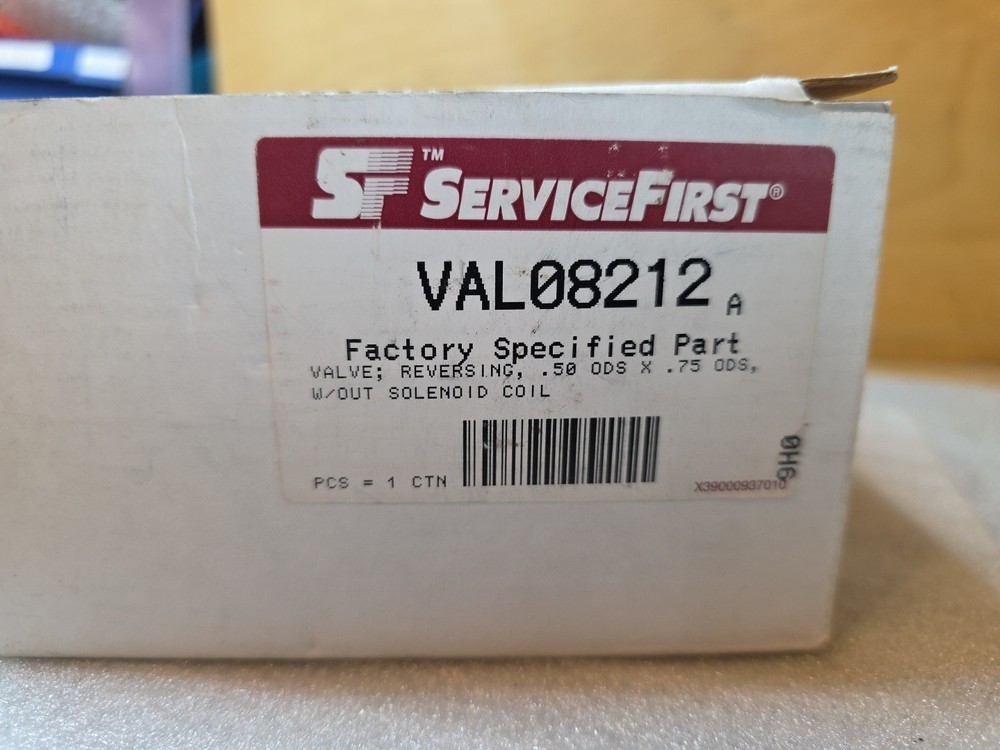 SF™ SERVICEFIRST®
VAL08212 A
Factory Specified Part
VALVE; REVERSING, .50 ODS X .75 ODS,
W/OUT SOLENOID COIL
PCS = 1 CTN
X39000937010
9H0